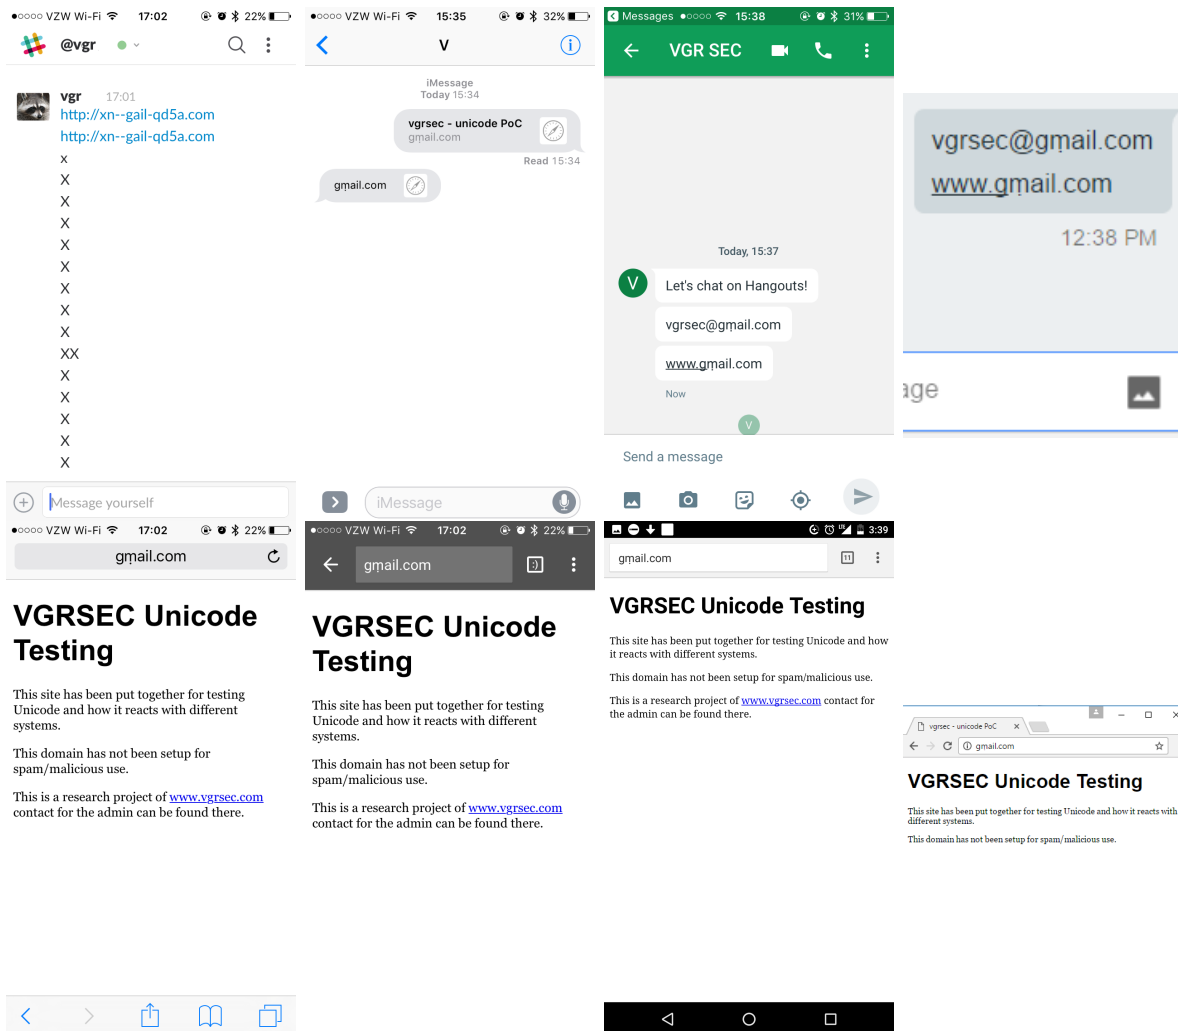 ●○○○○ VZW Wi-Fi 17:02 22%
@vgr
vgr 17:01
http://xn--gail-qd5a.com
http://xn--gail-qd5a.com
x
X
X
X
X
X
X
X
X
XX
X
X
X
X
X
Message yourself
●○○○○ VZW Wi-Fi 15:35 32%
V
iMessage
Today 15:34
vgrsec - unicode PoC
gṃail.com
Read 15:34
gṃail.com
iMessage
Messages ●○○○○ 15:38 31%
VGR SEC
Today, 15:37
V
Let's chat on Hangouts!
vgrsec@gṃail.com
www.gṃail.com
Now
V
Send a message
vgrsec@gṃail.com
www.gṃail.com
12:38 PM
age
●○○○○ VZW Wi-Fi 17:02 22%
gṃail.com
VGRSEC Unicode
Testing
This site has been put together for testing
Unicode and how it reacts with different
systems.
This domain has not been setup for
spam/malicious use.
This is a research project of www.vgrsec.com
contact for the admin can be found there.
●○○○○ VZW Wi-Fi 17:02 22%
gṃail.com
:)
VGRSEC Unicode
Testing
This site has been put together for testing
Unicode and how it reacts with different
systems.
This domain has not been setup for
spam/malicious use.
This is a research project of www.vgrsec.com
contact for the admin can be found there.
3:39
gṃail.com
11
VGRSEC Unicode Testing
This site has been put together for testing Unicode and how
it reacts with different systems.
This domain has not been setup for spam/malicious use.
This is a research project of www.vgrsec.com contact for
the admin can be found there.
vgrsec - unicode PoC
gṃail.com
VGRSEC Unicode Testing
This site has been put together for testing Unicode and how it reacts with
different systems.
This domain has not been setup for spam/malicious use.